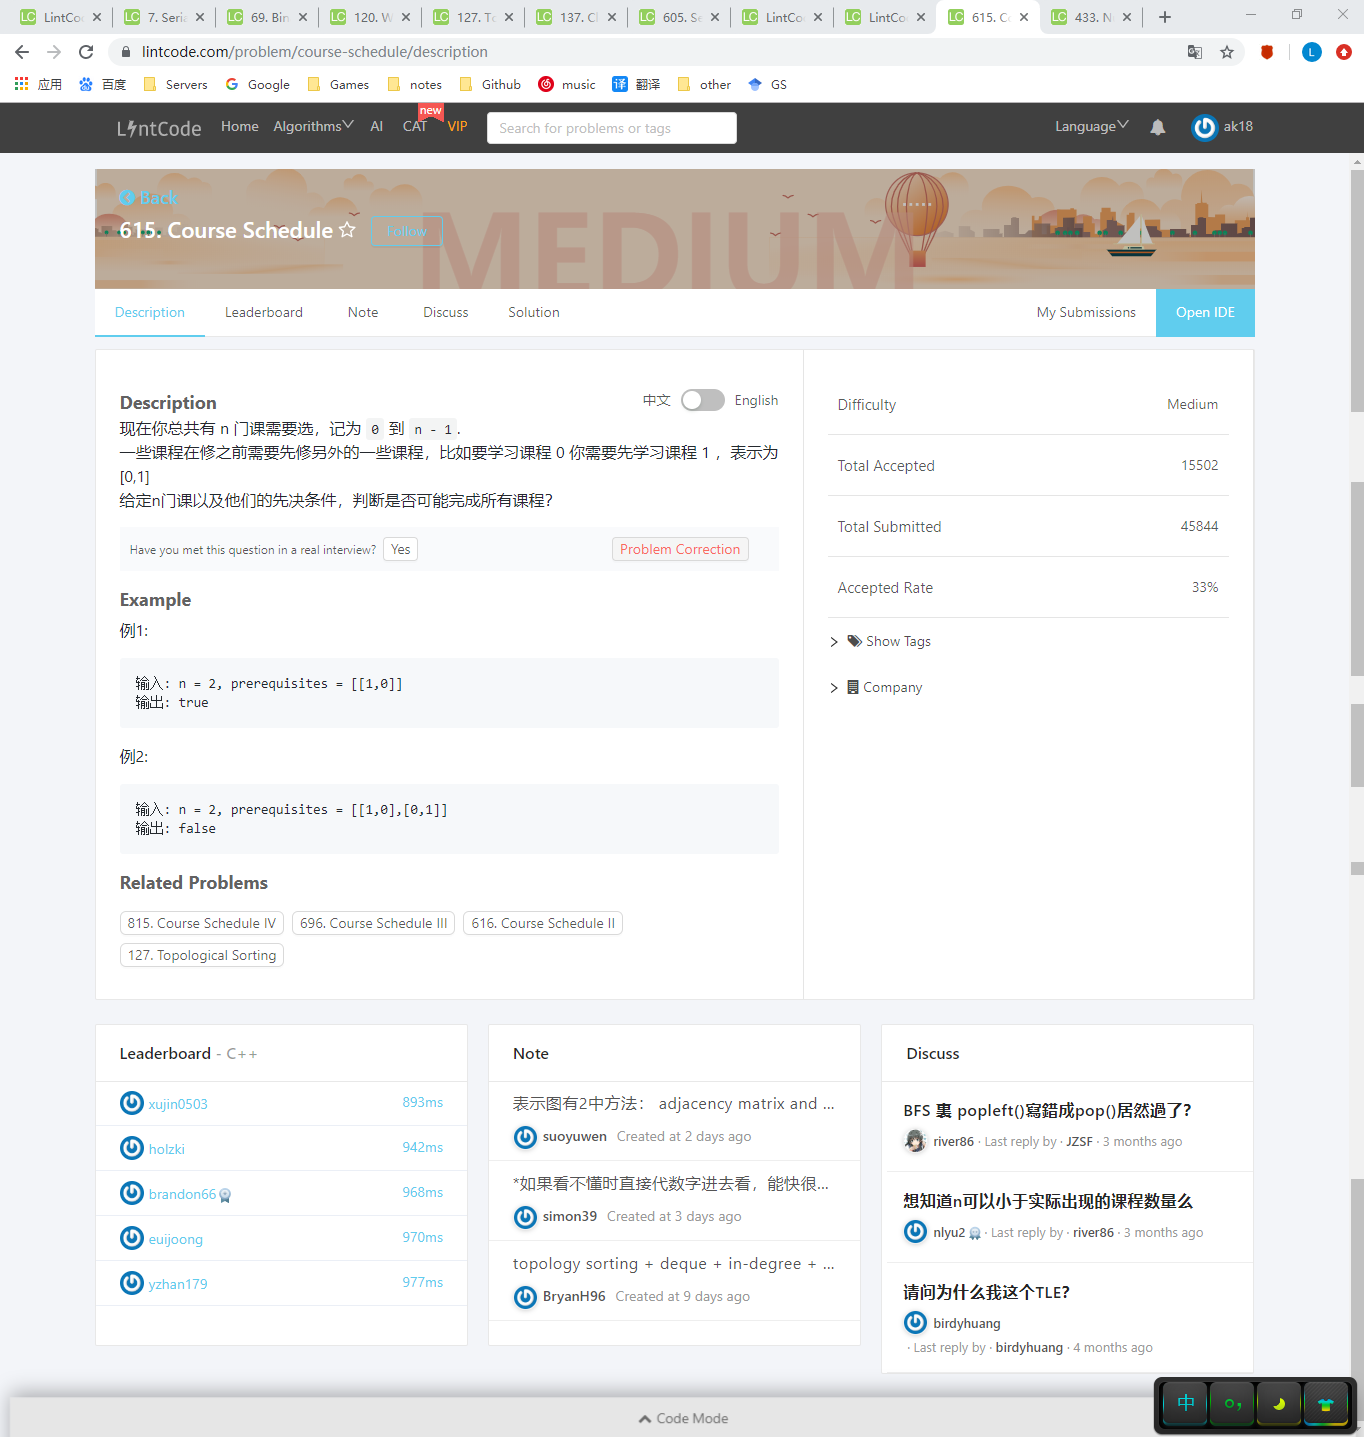 LintCo
7. Seria
69. Bin
120. W
127. To
137. Cl
605. Se
LintCo
LintCo
615. Co
433. N
lintcode.com/problem/course-schedule/description
应用
百度
Servers
Google
Games
notes
Github
music
翻译
other
GS
LintCode
Home
Algorithms
AI
CAT
new
VIP
Search for problems or tags
Language
ak18
Back
615. Course Schedule
Follow
MEDIUM
Description
Leaderboard
Note
Discuss
Solution
My Submissions
Open IDE
Description
中文
English
现在你总共有 n 门课需要选，记为 0 到 n - 1.
一些课程在修之前需要先修另外的一些课程，比如要学习课程 0 你需要先学习课程 1 ，表示为
[0,1]
给定n门课以及他们的先决条件，判断是否可能完成所有课程？
Have you met this question in a real interview?
Yes
Problem Correction
Example
例1:
输入: n = 2, prerequisites = [[1,0]]
输出: true
例2:
输入: n = 2, prerequisites = [[1,0],[0,1]]
输出: false
Related Problems
815. Course Schedule IV
696. Course Schedule III
616. Course Schedule II
127. Topological Sorting
Difficulty
Medium
Total Accepted
15502
Total Submitted
45844
Accepted Rate
33%
Show Tags
Company
Leaderboard - C++
xujin0503
893ms
holzki
942ms
brandon66
968ms
euijoong
970ms
yzhan179
977ms
Note
表示图有2中方法： adjacency matrix and ...
suoyuwen Created at 2 days ago
*如果看不懂时直接代数字进去看，能快很...
simon39 Created at 3 days ago
topology sorting + deque + in-degree + ...
BryanH96 Created at 9 days ago
Discuss
BFS 裏 popleft()寫錯成pop()居然過了?
river86 · Last reply by · JZSF · 3 months ago
想知道n可以小于实际出现的课程数量么
nlyu2 · Last reply by · river86 · 3 months ago
请问为什么我这个TLE?
birdyhuang
· Last reply by · birdyhuang · 4 months ago
Code Mode
中